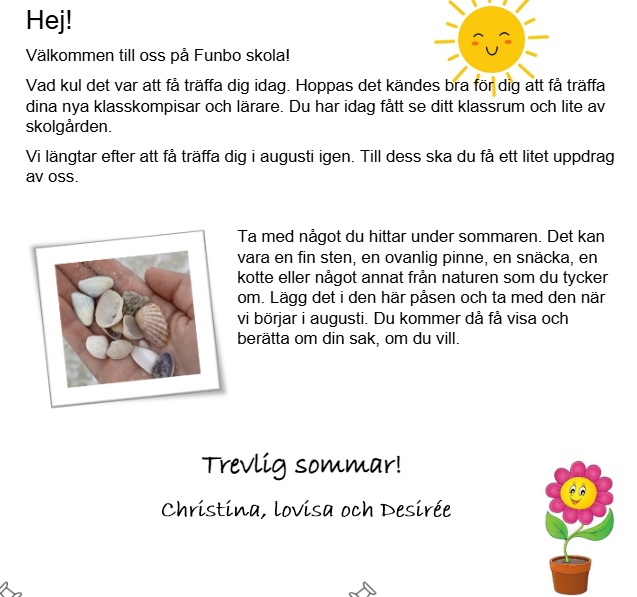 Hej!
Välkommen till oss på Funbo skola!
Vad kul det var att få träffa dig idag. Hoppas det kändes bra för dig att få träffa
dina nya klasskompisar och lärare. Du har idag fått se ditt klassrum och lite av
skolgården.
Vi längtar efter att få träffa dig i augusti igen. Till dess ska du få ett litet uppdrag
av oss.
Ta med något du hittar under sommaren. Det kan
vara en fin sten, en ovanlig pinne, en snäcka, en
kotte eller något annat från naturen som du tycker
om. Lägg det i den här påsen och ta med den när
vi börjar i augusti. Du kommer då få visa och
berätta om din sak, om du vill.
Trevlig sommar!
Christina, lovisa och Desirée